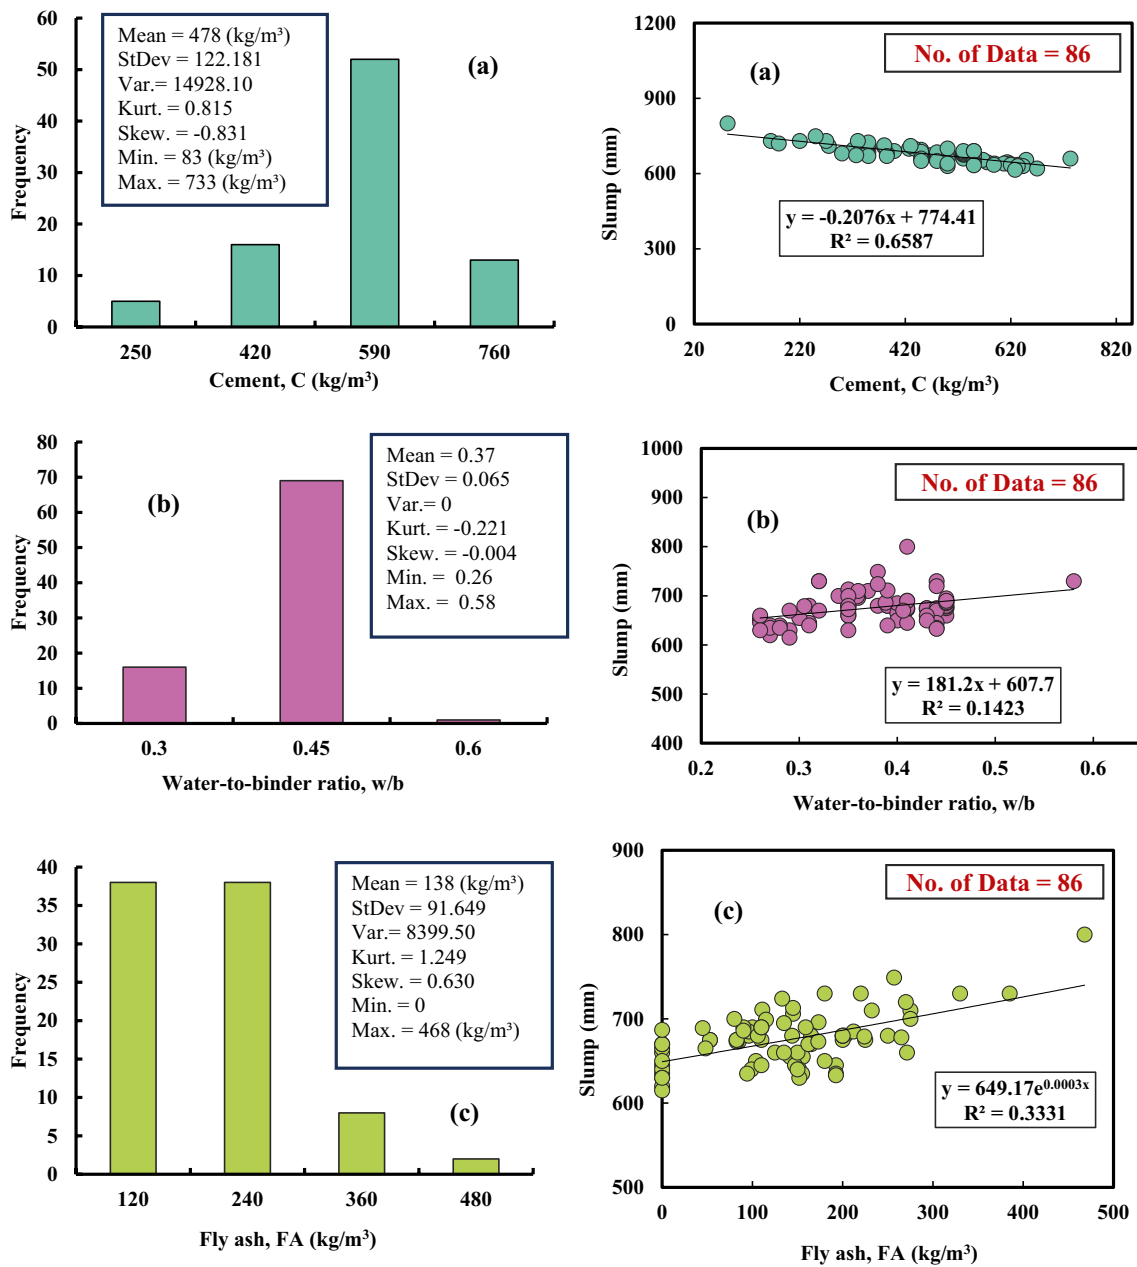 60
50
40
30
20
10
0
Frequency
Mean = 478 (kg/m³)
StDev = 122.181
Var.= 14928.10
Kurt. = 0.815
Skew. = -0.831
Min. = 83 (kg/m³)
Max. = 733 (kg/m³)
(a)
250 420 590 760
Cement, C (kg/m³)
1200
900
600
300
0
Slump (mm)
(a)
No. of Data = 86
y = -0.2076x + 774.41
R² = 0.6587
20 220 420 620 820
Cement, C (kg/m³)
80
70
60
50
40
30
20
10
0
Frequency
(b)
Mean = 0.37
StDev = 0.065
Var.= 0
Kurt. = -0.221
Skew. = -0.004
Min. = 0.26
Max. = 0.58
0.3 0.45 0.6
Water-to-binder ratio, w/b
1000
900
800
700
600
500
400
Slump (mm)
No. of Data = 86
(b)
y = 181.2x + 607.7
R² = 0.1423
0.2 0.3 0.4 0.5 0.6
Water-to-binder ratio, w/b
40
35
30
25
20
15
10
5
0
Frequency
Mean = 138 (kg/m³)
StDev = 91.649
Var.= 8399.50
Kurt. = 1.249
Skew. = 0.630
Min. = 0
Max. = 468 (kg/m³)
(c)
120 240 360 480
Fly ash, FA (kg/m³)
900
800
700
600
500
Slump (mm)
No. of Data = 86
(c)
y = 649.17e⁰·⁰⁰⁰³ˣ
R² = 0.3331
0 100 200 300 400 500
Fly ash, FA (kg/m³)